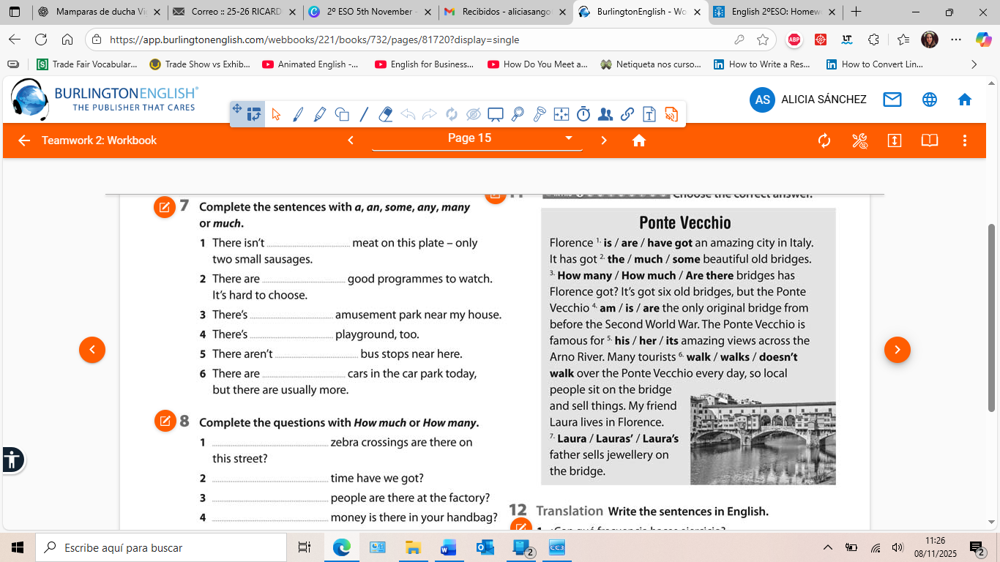 Mamparas de ducha Vic
Correo :: 25-26 RICARD
2º ESO 5th November -
Recibidos - aliciasango
BurlingtonEnglish - Wo
English 2ºESO: Homew
https://app.burlingtonenglish.com/webbooks/221/books/732/pages/81720?display=single
ABP
LT
Trade Fair Vocabular...
Trade Show vs Exhib...
Animated English -...
English for Business...
How Do You Meet a...
Netiqueta nos curso...
How to Write a Res...
How to Convert Lin...
BURLINGTONENGLISH®
THE PUBLISHER THAT CARES
AS ALICIA SÁNCHEZ
Teamwork 2: Workbook
Page 15
7 Complete the sentences with a, an, some, any, many
or much.
1 There isn't ........................ meat on this plate – only
two small sausages.
2 There are ........................ good programmes to watch.
It's hard to choose.
3 There's ........................ amusement park near my house.
4 There's ........................ playground, too.
5 There aren't ........................ bus stops near here.
6 There are ........................ cars in the car park today,
but there are usually more.
8 Complete the questions with How much or How many.
1 ........................ zebra crossings are there on
this street?
2 ........................ time have we got?
3 ........................ people are there at the factory?
4 ........................ money is there in your handbag?
11 Choose the correct answer.
Ponte Vecchio
Florence 1. is / are / have got an amazing city in Italy.
It has got 2. the / much / some beautiful old bridges.
3. How many / How much / Are there bridges has
Florence got? It's got six old bridges, but the Ponte
Vecchio 4. am / is / are the only original bridge from
before the Second World War. The Ponte Vecchio is
famous for 5. his / her / its amazing views across the
Arno River. Many tourists 6. walk / walks / doesn't
walk over the Ponte Vecchio every day, so local
people sit on the bridge
and sell things. My friend
Laura lives in Florence.
7. Laura / Lauras' / Laura's
father sells jewellery on
the bridge.
12 Translation Write the sentences in English.
1 ¿Con qué frecuencia haces ejercicio?
Escribe aquí para buscar
2
CC3
11:26
08/11/2025
2